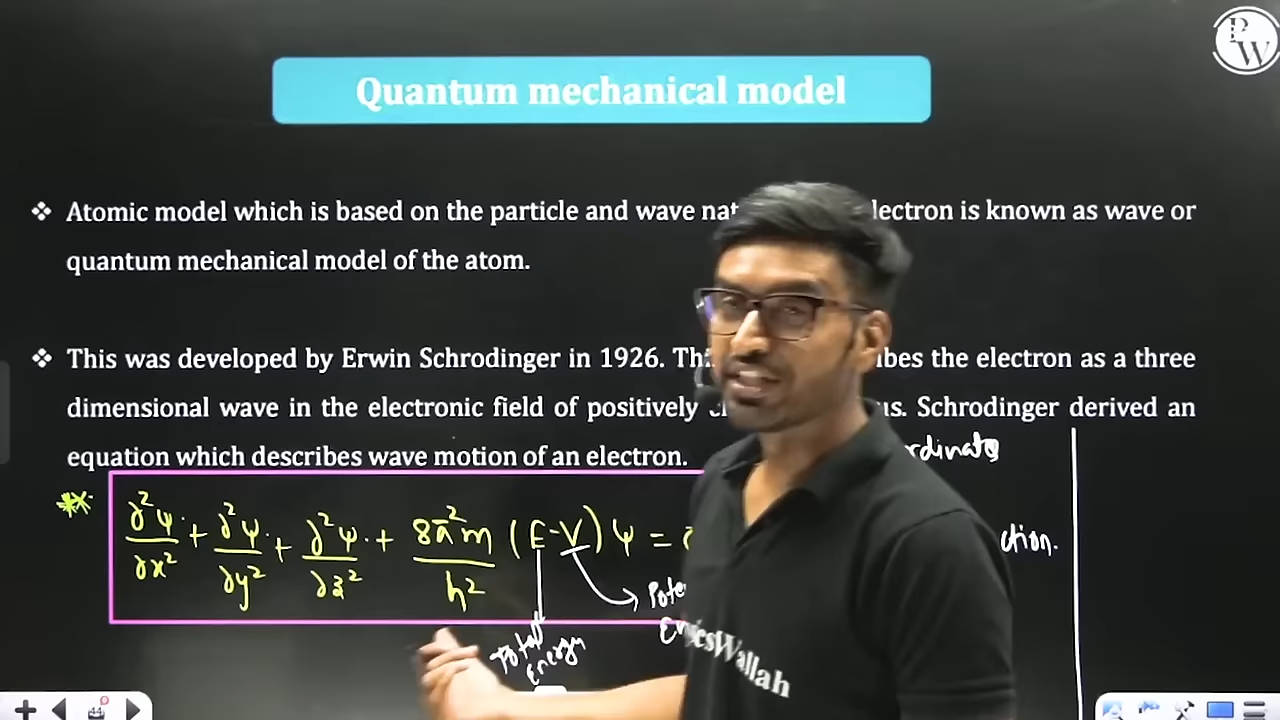 PW
Quantum mechanical model
❖ Atomic model which is based on the particle and wave nat lectron is known as wave or
quantum mechanical model of the atom.
❖ This was developed by Erwin Schrodinger in 1926. Thi ibes the electron as a three
dimensional wave in the electronic field of positively us. Schrodinger derived an
equation which describes wave motion of an electron.
rdinate
** ∂²ψ/∂x² + ∂²ψ/∂y² + ∂²ψ/∂z² + 8π²m/h² (E-V)ψ =
ction.
Pote
Total
Energy
icsWallah
44